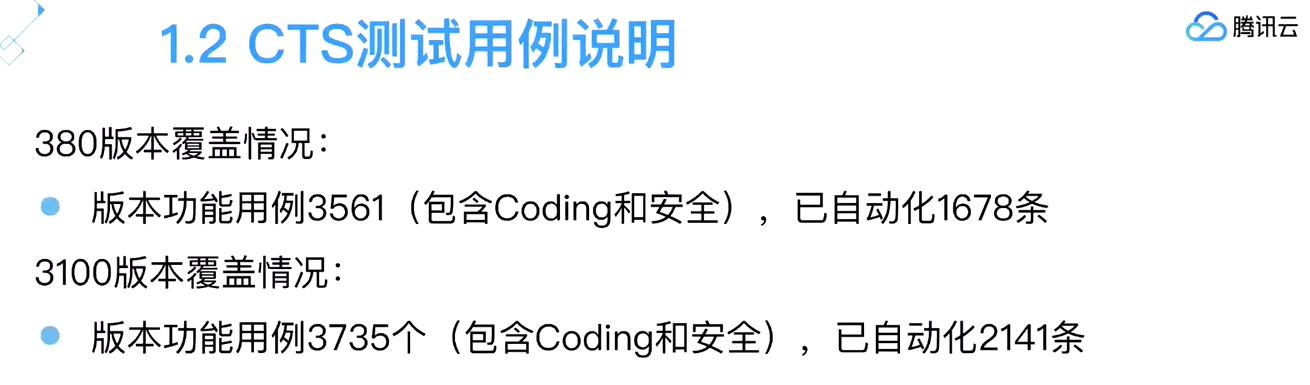 1.2 CTS测试用例说明
腾讯云
380版本覆盖情况：
版本功能用例3561（包含Coding和安全），已自动化1678条
3100版本覆盖情况：
版本功能用例3735个（包含Coding和安全），已自动化2141条